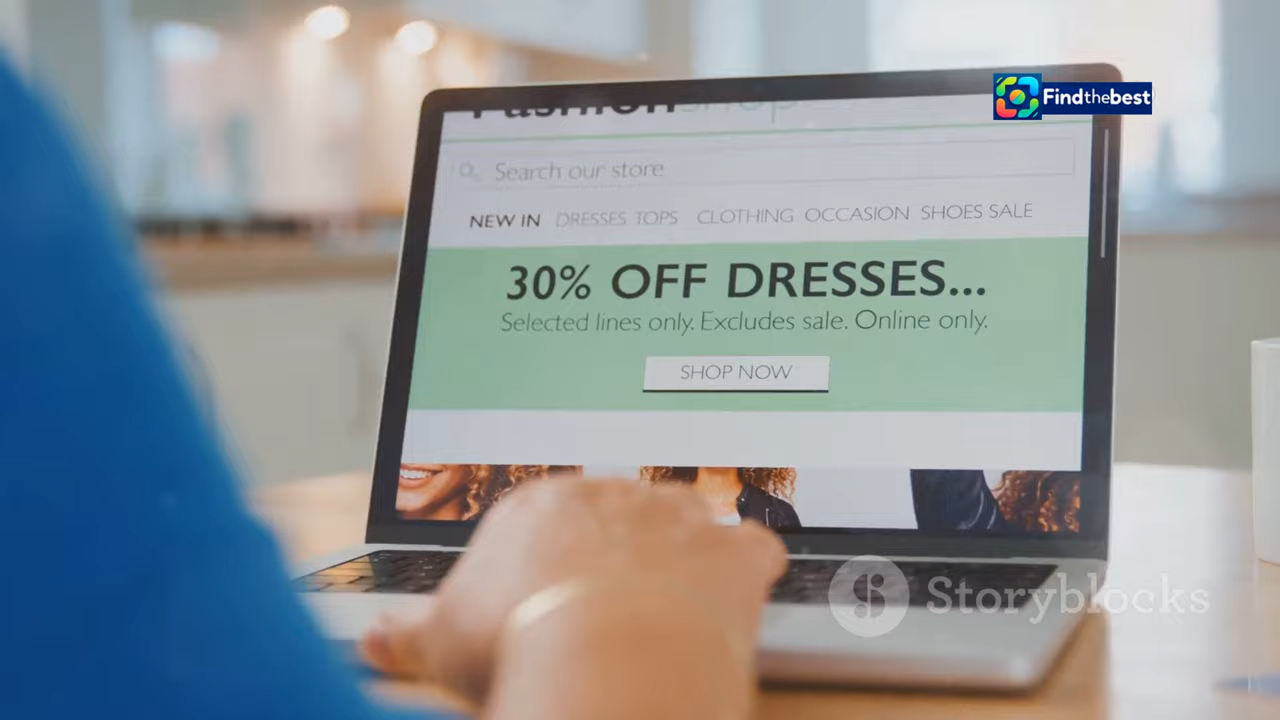 Fashionshop
Findthebest
Search our store
NEW IN DRESSES TOPS CLOTHING OCCASION SHOES SALE
30% OFF DRESSES...
Selected lines only. Excludes sale. Online only.
SHOP NOW
Storyblocks